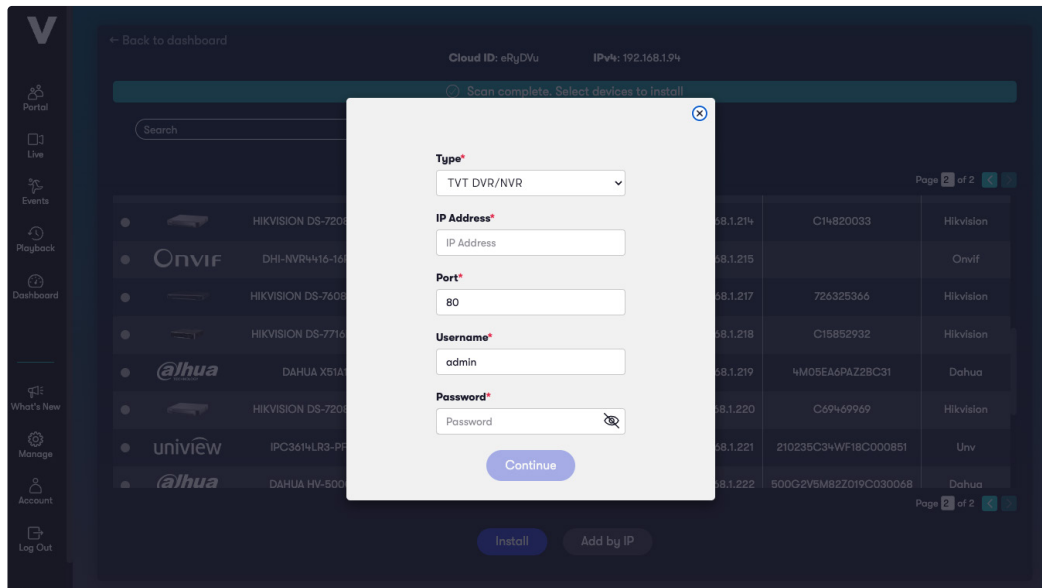 V
← Back to dashboard
Cloud ID: eRyDVu IPv4: 192.168.1.94
Scan complete. Select devices to install
Search
Portal
Live
Events
Playback
Dashboard
What's New
Manage
Account
Log Out
Page 2 of 2
Type*
TVT DVR/NVR
IP Address*
IP Address
Port*
80
Username*
admin
Password*
Password
Continue
HIKVISION DS-7208 68.1.214 C14820033 Hikvision
ONVIF DHI-NVR4416-16 68.1.215 Onvif
HIKVISION DS-7608 68.1.217 726325366 Hikvision
HIKVISION DS-7716 68.1.218 C15852932 Hikvision
alhua DAHUA X51A 68.1.219 4M05EA6PAZ2BC31 Dahua
HIKVISION DS-720 68.1.220 C69469969 Hikvision
uniview IPC3614LR3-PF 68.1.221 210235C34WF18C000851 Unv
alhua DAHUA HV-500 68.1.222 500G2V5M82Z019C030068 Dahua
Page 2 of 2
Install Add by IP